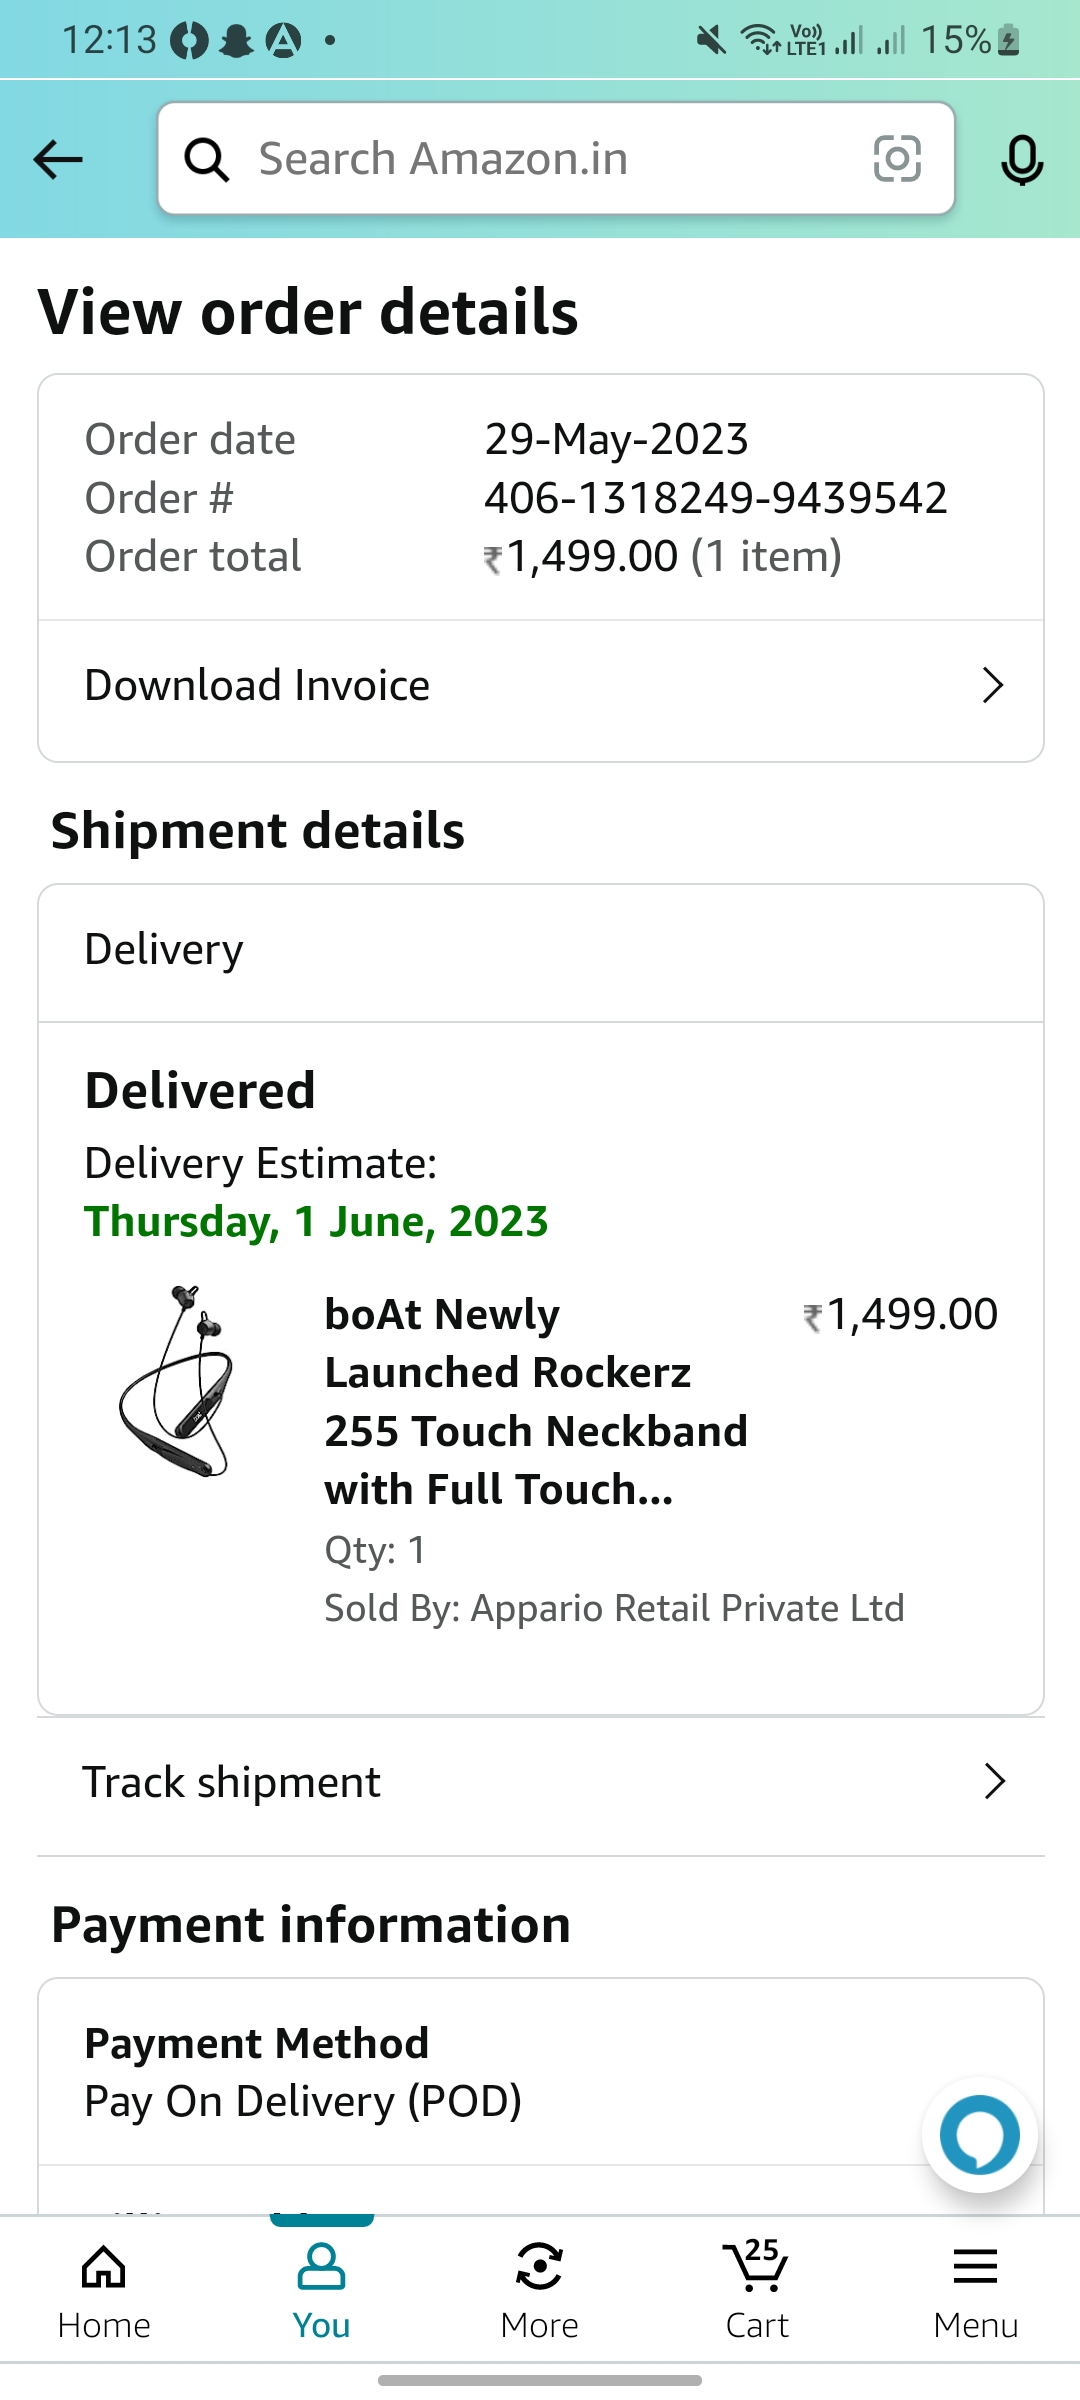 12:13
Vo))
LTE1
15%
Search Amazon.in
View order details
Order date 29-May-2023
Order # 406-1318249-9439542
Order total ₹1,499.00 (1 item)
Download Invoice
Shipment details
Delivery
Delivered
Delivery Estimate:
Thursday, 1 June, 2023
boAt Newly ₹1,499.00
Launched Rockerz
255 Touch Neckband
with Full Touch...
Qty: 1
Sold By: Appario Retail Private Ltd
Track shipment
Payment information
Payment Method
Pay On Delivery (POD)
25
Home You More Cart Menu